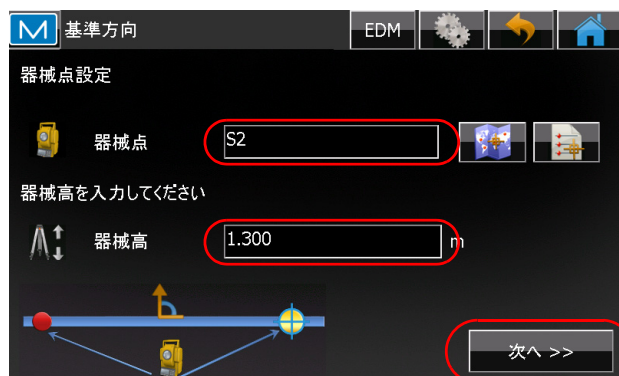 M 基準方向 EDM
器械点設定
器械点 S2
器械高を入力してください
器械高 1.300 m
次へ >>